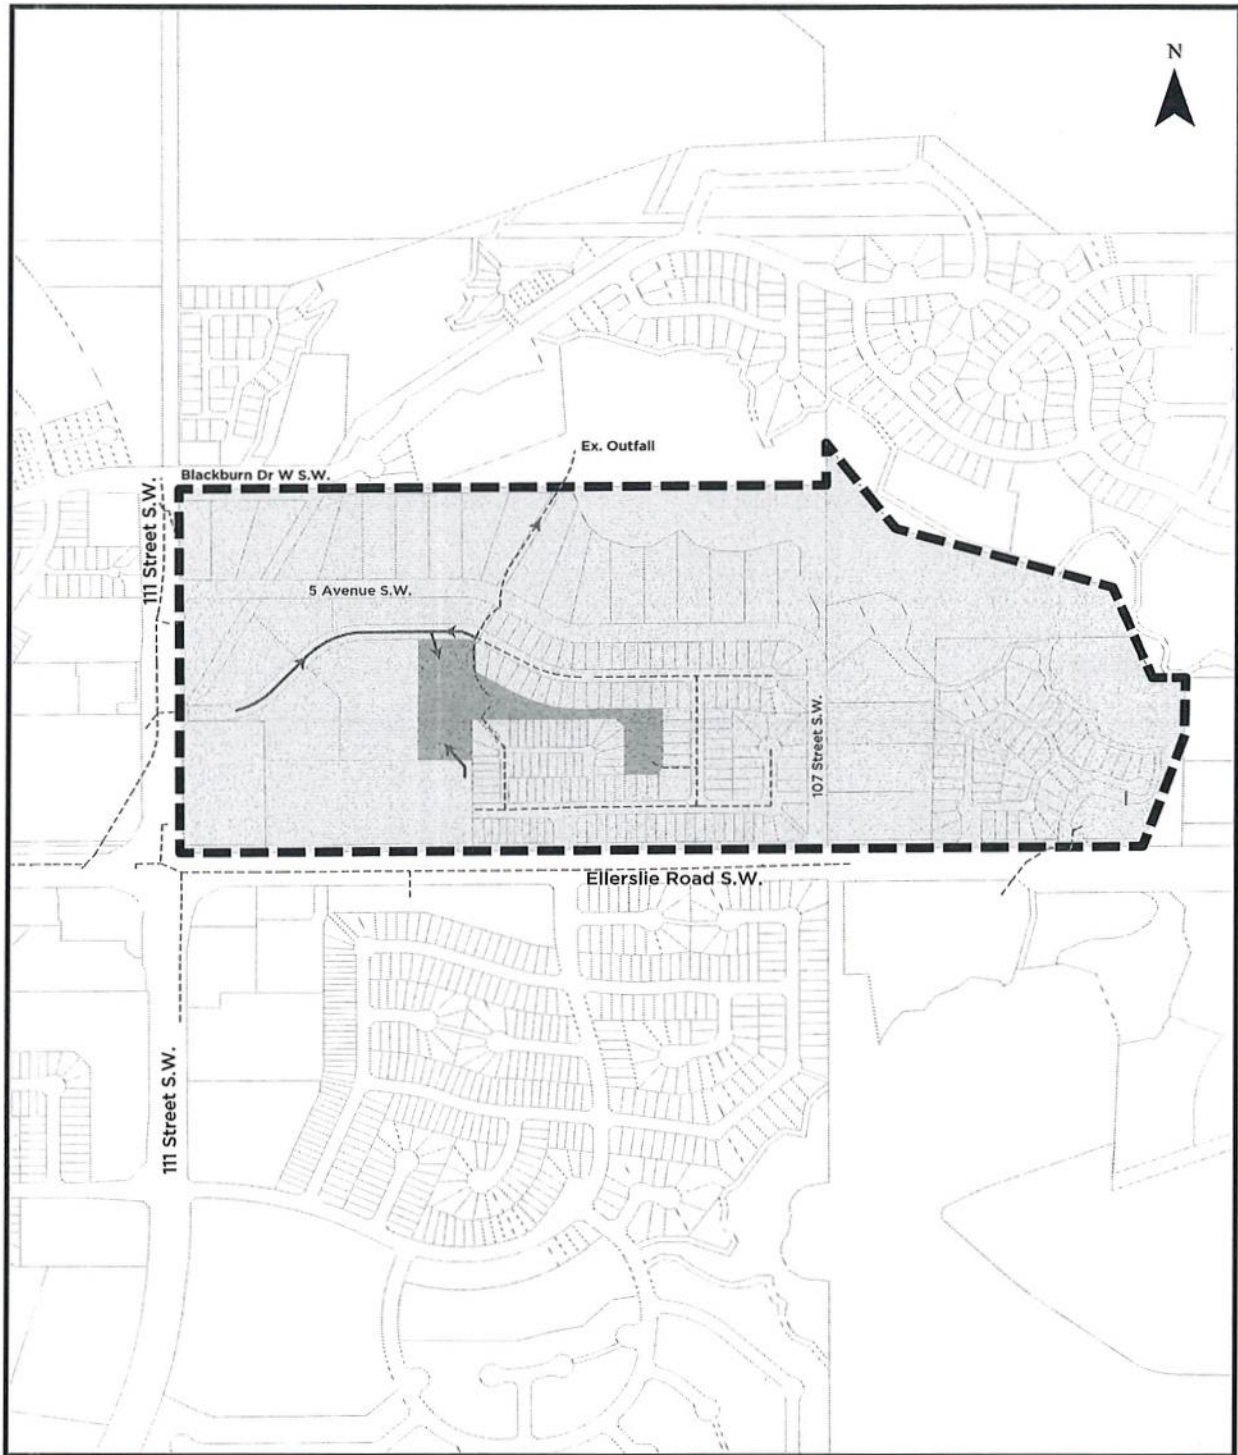 N
Ex. Outfall
Blackburn Dr W S.W.
111 Street S.W.
5 Avenue S.W.
107 Street S.W.
Ellerslie Road S.W.
111 Street S.W.